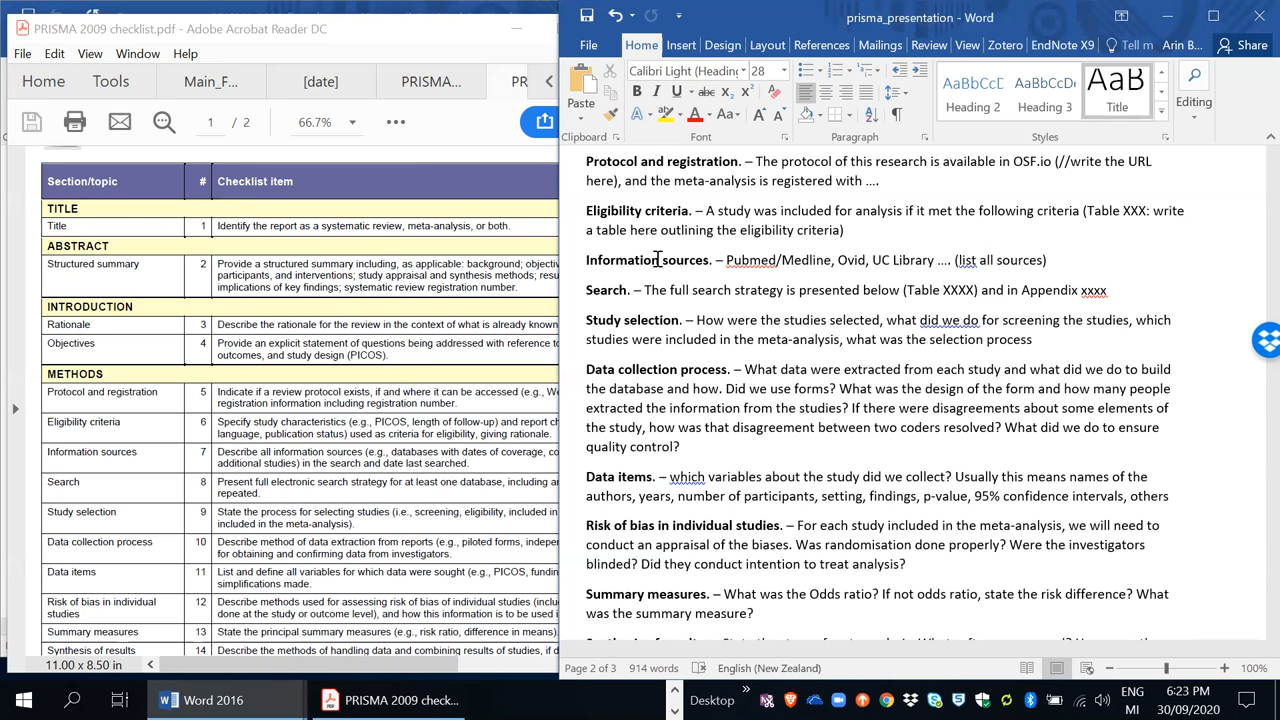 PRISMA 2009 checklist.pdf - Adobe Acrobat Reader DC
File Edit View Window Help
Home Tools Main_F... [date] PRISMA... PR
1 / 2 66.7%
Section/topic # Checklist item
TITLE
Title 1 Identify the report as a systematic review, meta-analysis, or both.
ABSTRACT
Structured summary 2 Provide a structured summary including, as applicable: background; objectiv
participants, and interventions; study appraisal and synthesis methods; resu
implications of key findings; systematic review registration number.
INTRODUCTION
Rationale 3 Describe the rationale for the review in the context of what is already known
Objectives 4 Provide an explicit statement of questions being addressed with reference to
outcomes, and study design (PICOS).
METHODS
Protocol and registration 5 Indicate if a review protocol exists, if and where it can be accessed (e.g., We
registration information including registration number.
Eligibility criteria 6 Specify study characteristics (e.g., PICOS, length of follow-up) and report ch
language, publication status) used as criteria for eligibility, giving rationale.
Information sources 7 Describe all information sources (e.g., databases with dates of coverage, co
additional studies) in the search and date last searched.
Search 8 Present full electronic search strategy for at least one database, including an
repeated.
Study selection 9 State the process for selecting studies (i.e., screening, eligibility, included in
included in the meta-analysis).
Data collection process 10 Describe method of data extraction from reports (e.g., piloted forms, indepen
for obtaining and confirming data from investigators.
Data items 11 List and define all variables for which data were sought (e.g., PICOS, fundin
simplifications made.
Risk of bias in individual 12 Describe methods used for assessing risk of bias of individual studies (includ
studies done at the study or outcome level), and how this information is to be used i
Summary measures 13 State the principal summary measures (e.g., risk ratio, difference in means).
Synthesis of results 14 Describe the methods of handling data and combining results of studies, if d
11.00 x 8.50 in
prisma_presentation - Word
File Home Insert Design Layout References Mailings Review View Zotero EndNote X9 Tell m Arin B... Share
Calibri Light (Heading 28
Paste
B I U abc X₂ X²
A Aa A A
AaBbCcD AaBbCcDc AaB
Heading 2 Heading 3 Title
Editing
Clipboard Font Paragraph Styles
Protocol and registration. – The protocol of this research is available in OSF.io (//write the URL
here), and the meta-analysis is registered with ….
Eligibility criteria. – A study was included for analysis if it met the following criteria (Table XXX: write
a table here outlining the eligibility criteria)
Information sources. – Pubmed/Medline, Ovid, UC Library …. (list all sources)
Search. – The full search strategy is presented below (Table XXXX) and in Appendix xxxx
Study selection. – How were the studies selected, what did we do for screening the studies, which
studies were included in the meta-analysis, what was the selection process
Data collection process. – What data were extracted from each study and what did we do to build
the database and how. Did we use forms? What was the design of the form and how many people
extracted the information from the studies? If there were disagreements about some elements of
the study, how was that disagreement between two coders resolved? What did we do to ensure
quality control?
Data items. – which variables about the study did we collect? Usually this means names of the
authors, years, number of participants, setting, findings, p-value, 95% confidence intervals, others
Risk of bias in individual studies. – For each study included in the meta-analysis, we will need to
conduct an appraisal of the biases. Was randomisation done properly? Were the investigators
blinded? Did they conduct intention to treat analysis?
Summary measures. – What was the Odds ratio? If not odds ratio, state the risk difference? What
was the summary measure?
Page 2 of 3 914 words English (New Zealand) 100%
Word 2016 PRISMA 2009 check... Desktop ENG 6:23 PM
MI 30/09/2020